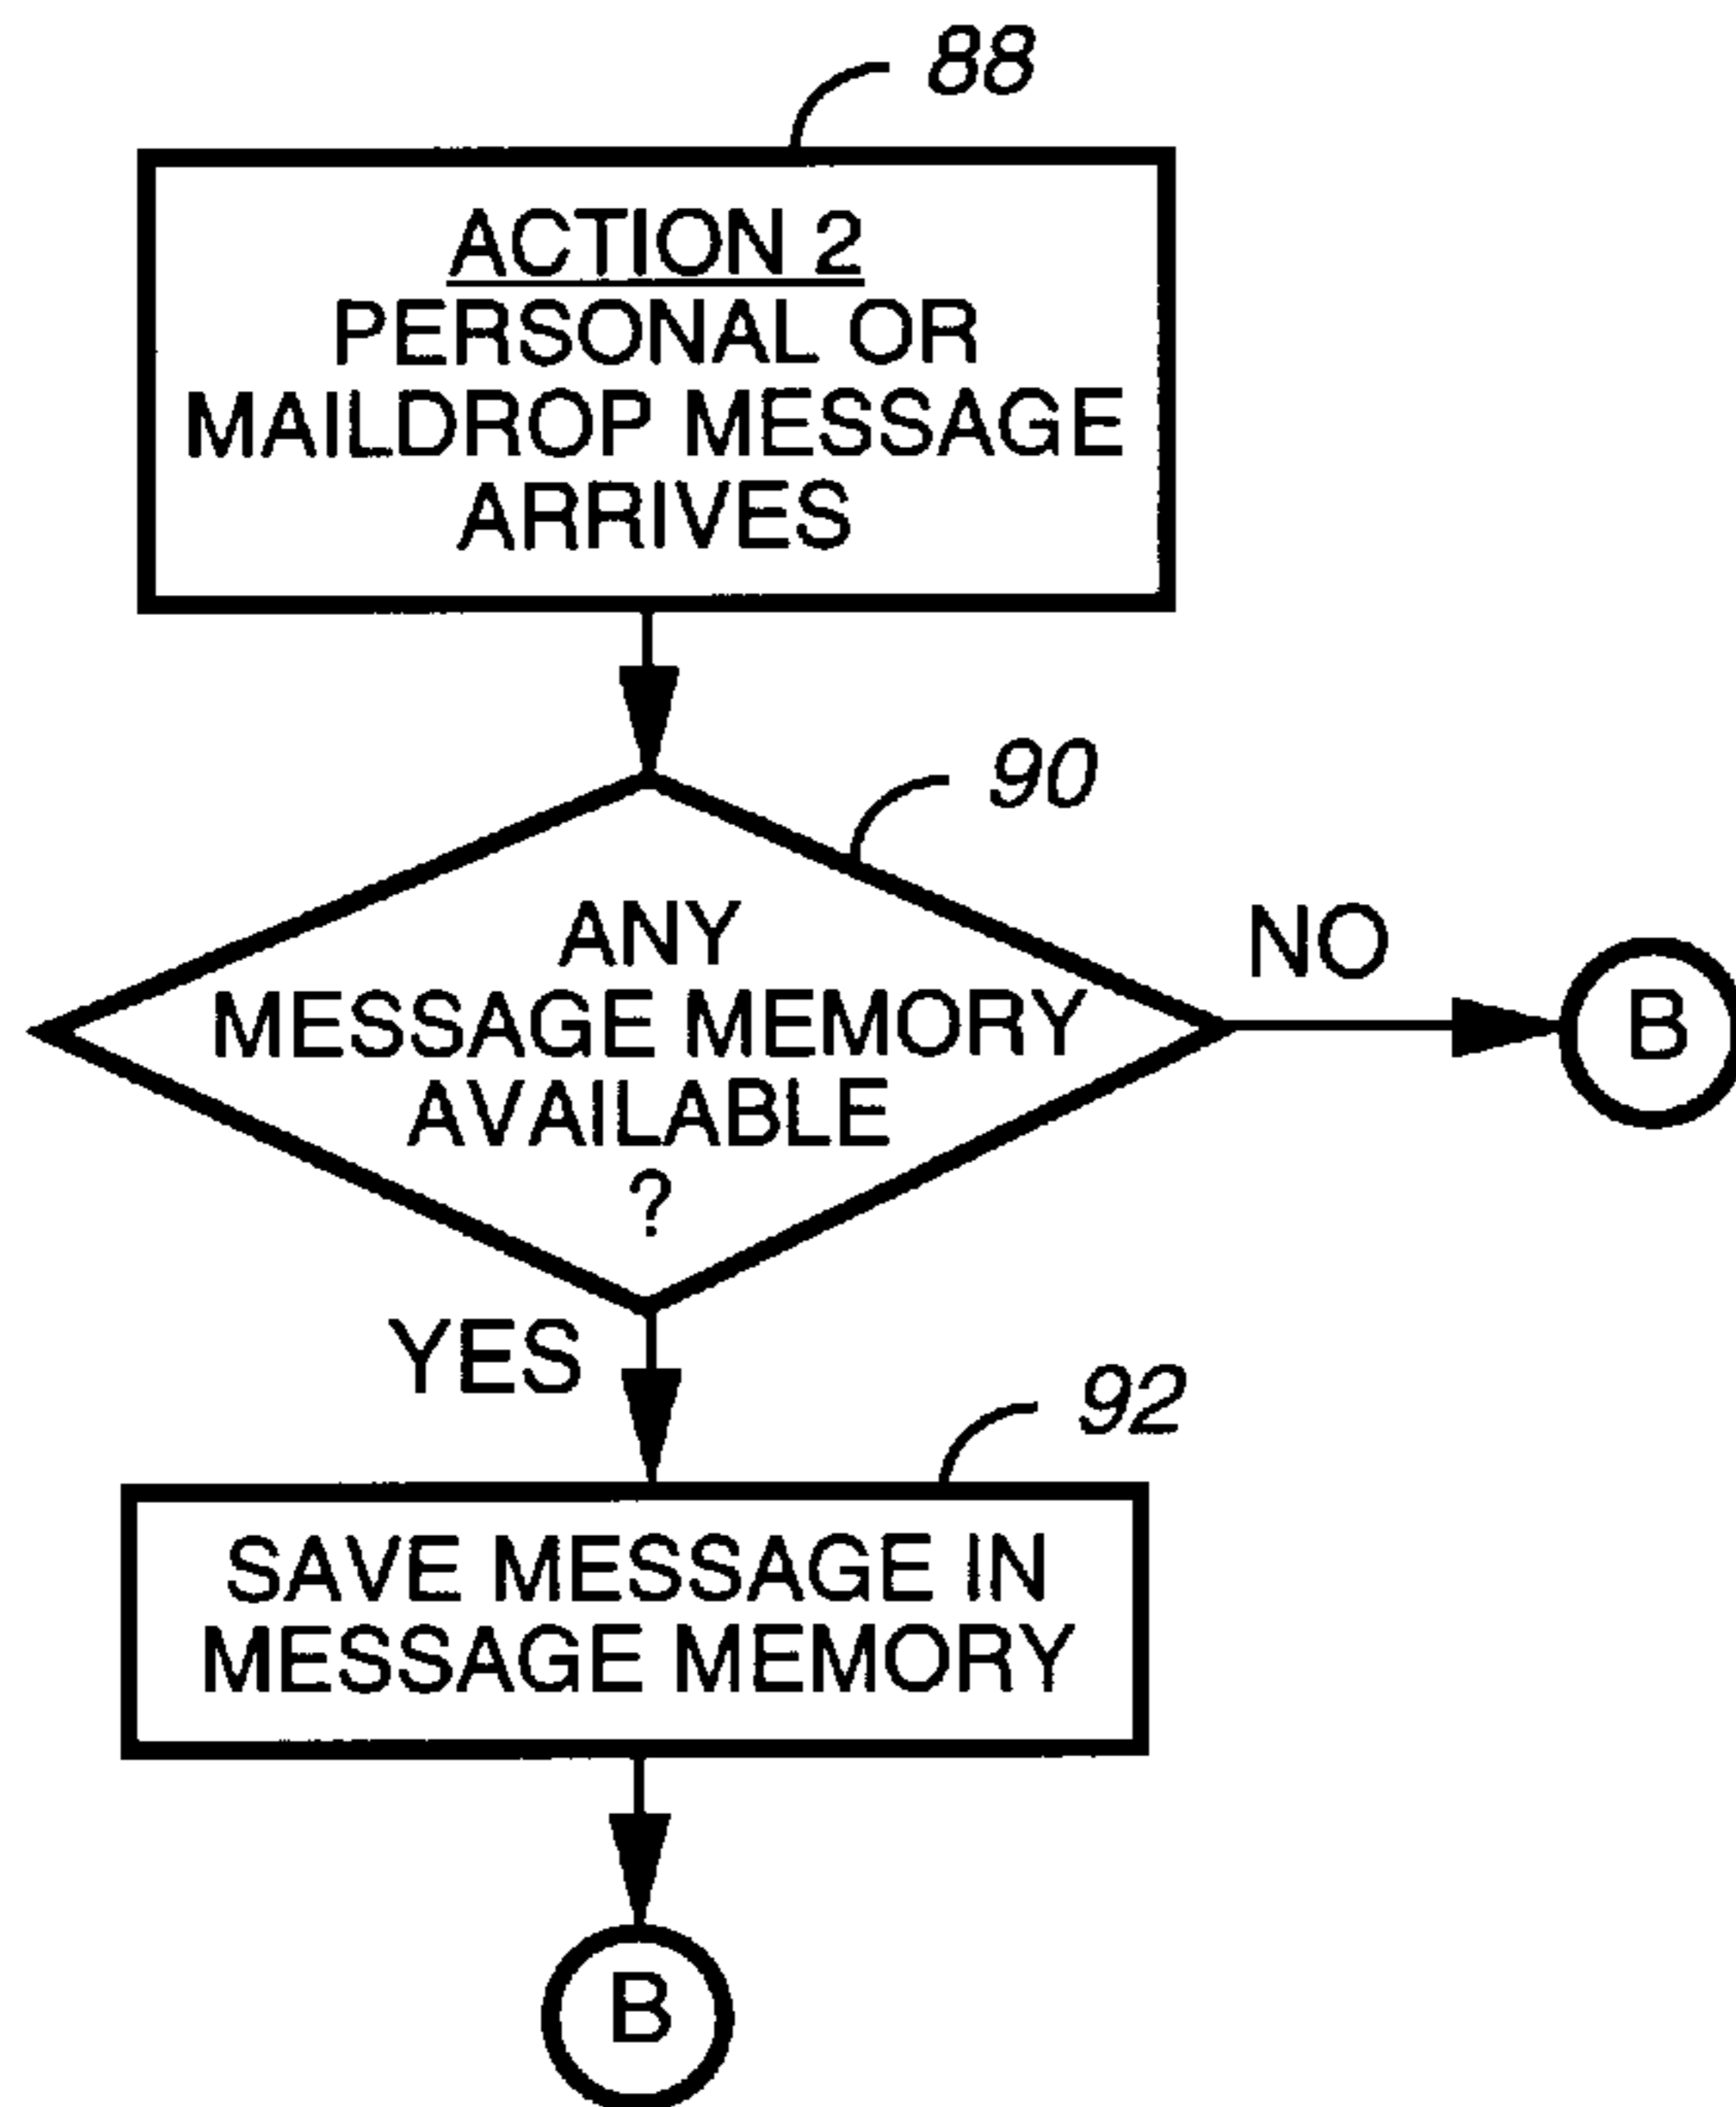 88
ACTION 2
PERSONAL OR
MAILDROP MESSAGE
ARRIVES
90
ANY
MESSAGE MEMORY
AVAILABLE
?
NO
B
YES
92
SAVE MESSAGE IN
MESSAGE MEMORY
B